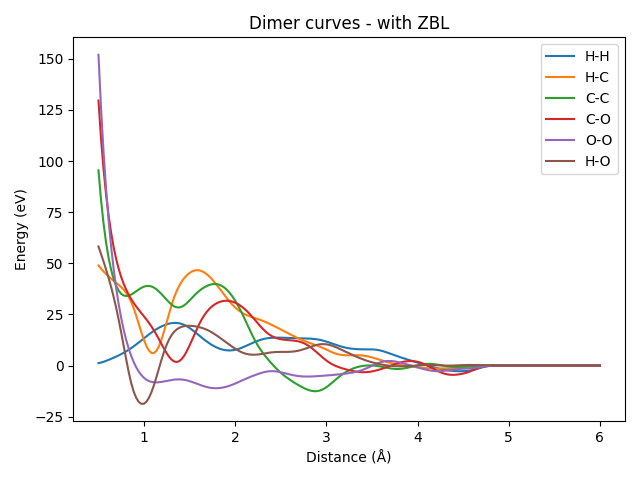 Dimer curves - with ZBL
150
125
100
75
50
25
0
−25
Energy (eV)
H-H
H-C
C-C
C-O
O-O
H-O
1
2
3
4
5
6
Distance (Å)